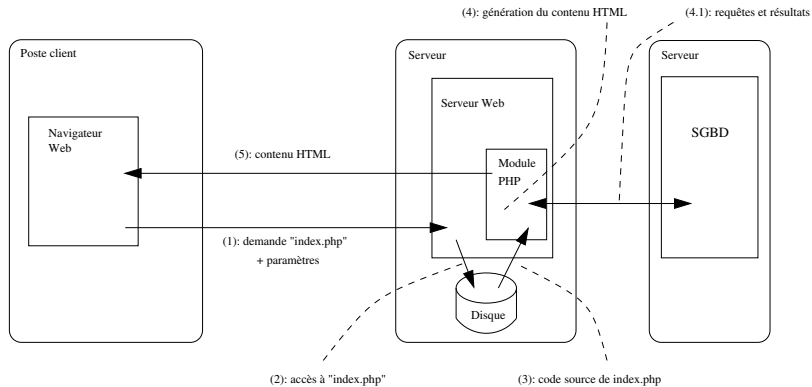 (4): génération du contenu HTML
(4.1): requêtes et résultats
Poste client
Serveur
Serveur
Serveur Web
Navigateur
Web
SGBD
(5): contenu HTML
Module
PHP
(1): demande "index.php"
+ paramètres
Disque
(2): accès à "index.php"
(3): code source de index.php